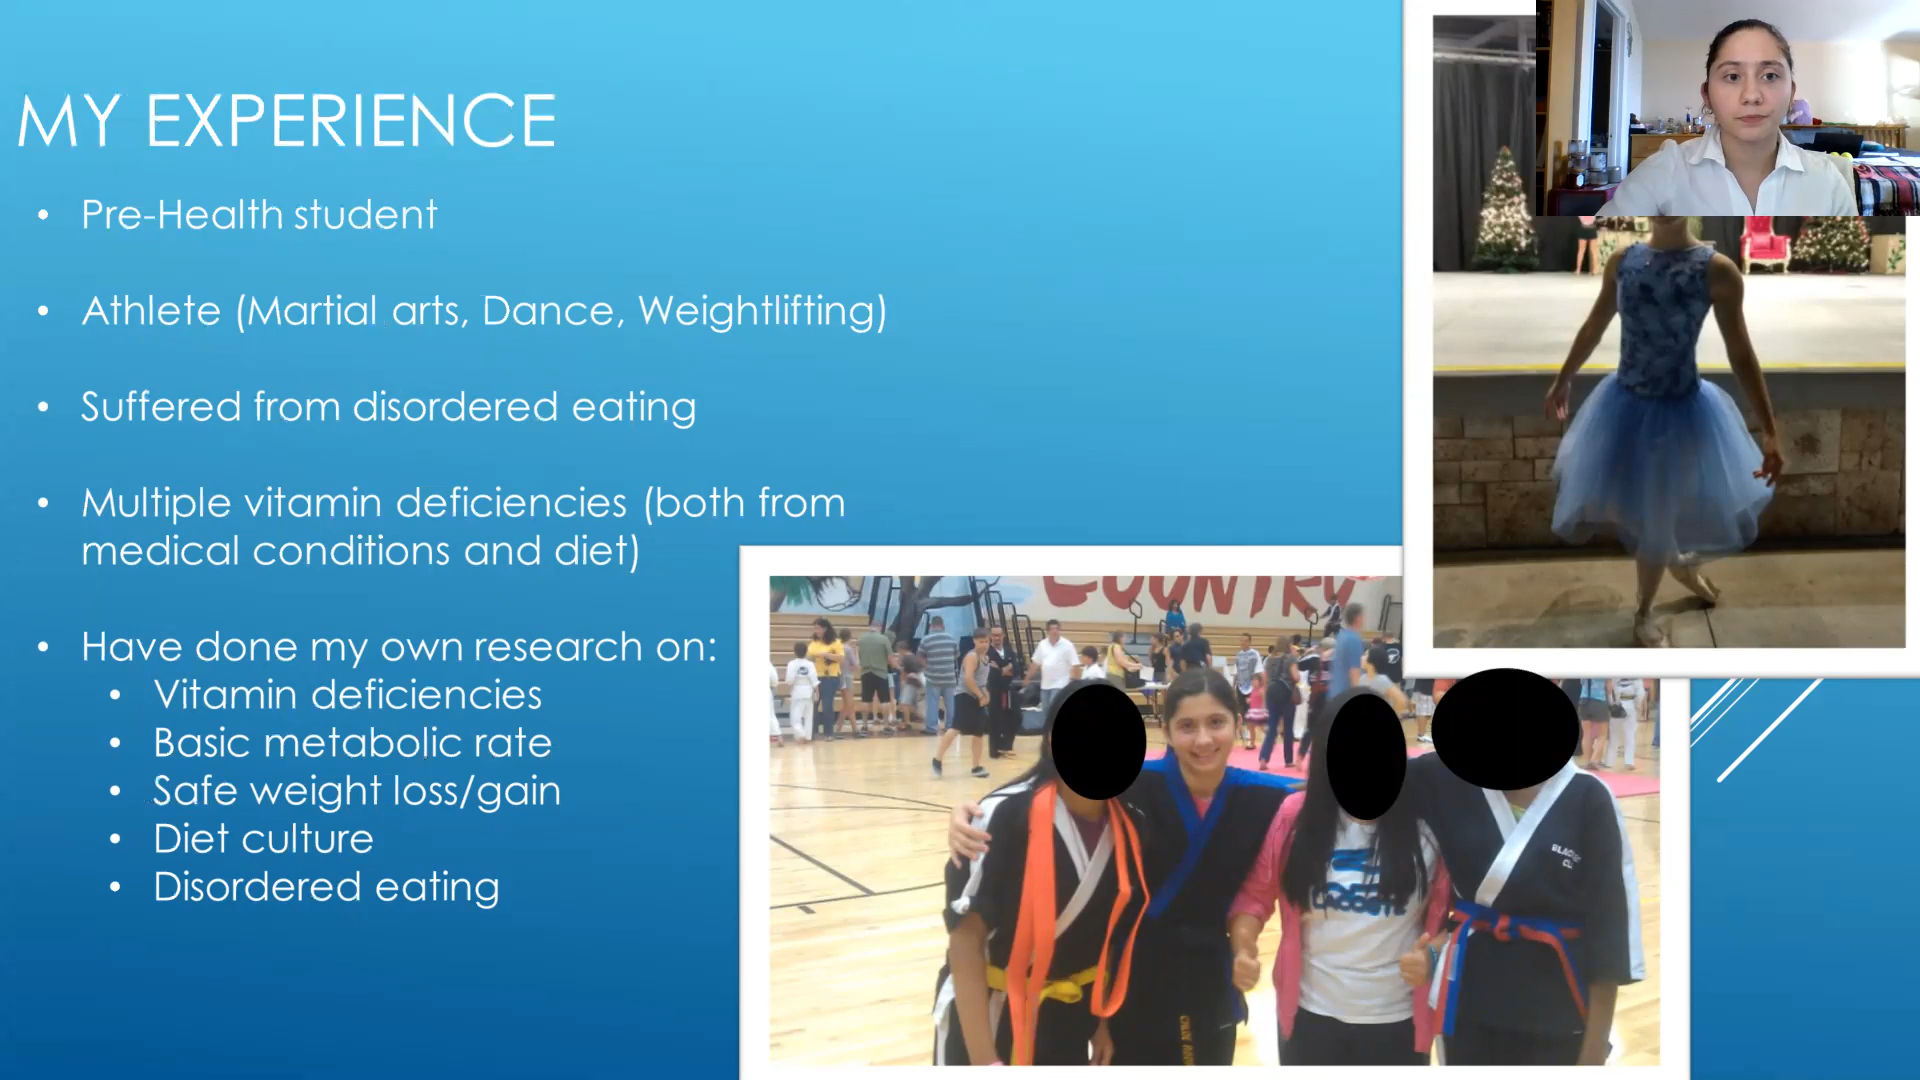 MY EXPERIENCE
• Pre-Health student
• Athlete (Martial arts, Dance, Weightlifting)
• Suffered from disordered eating
• Multiple vitamin deficiencies (both from
medical conditions and diet)
• Have done my own research on:
• Vitamin deficiencies
• Basic metabolic rate
• Safe weight loss/gain
• Diet culture
• Disordered eating
COUNTRY
LACOSTE